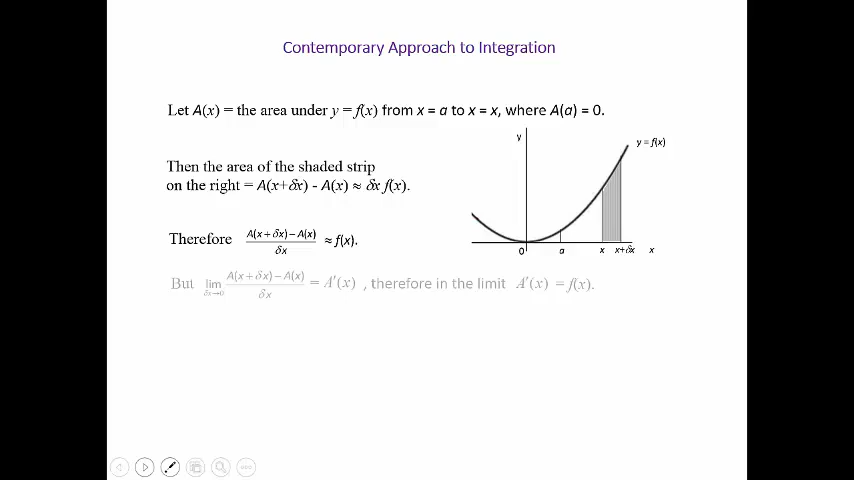 Contemporary Approach to Integration
Let A(x) = the area under y = f(x) from x = a to x = x, where A(a) = 0.
y
y = f(x)
Then the area of the shaded strip
on the right = A(x+δx) - A(x) ≈ δx f(x).
Therefore A(x + δx) − A(x) / δx ≈ f(x).
0 a x x+δx x
But lim δx→0 A(x + δx) − A(x) / δx = A′(x) , therefore in the limit A′(x) = f(x).